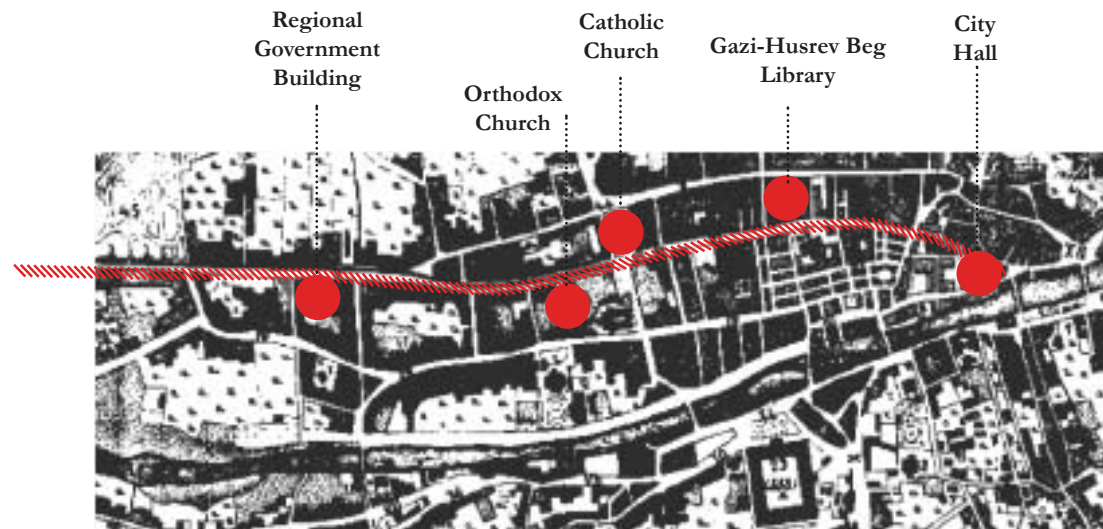 Regional
Government
Building
Orthodox
Church
Catholic
Church
Gazi-Husrev Beg
Library
City
Hall